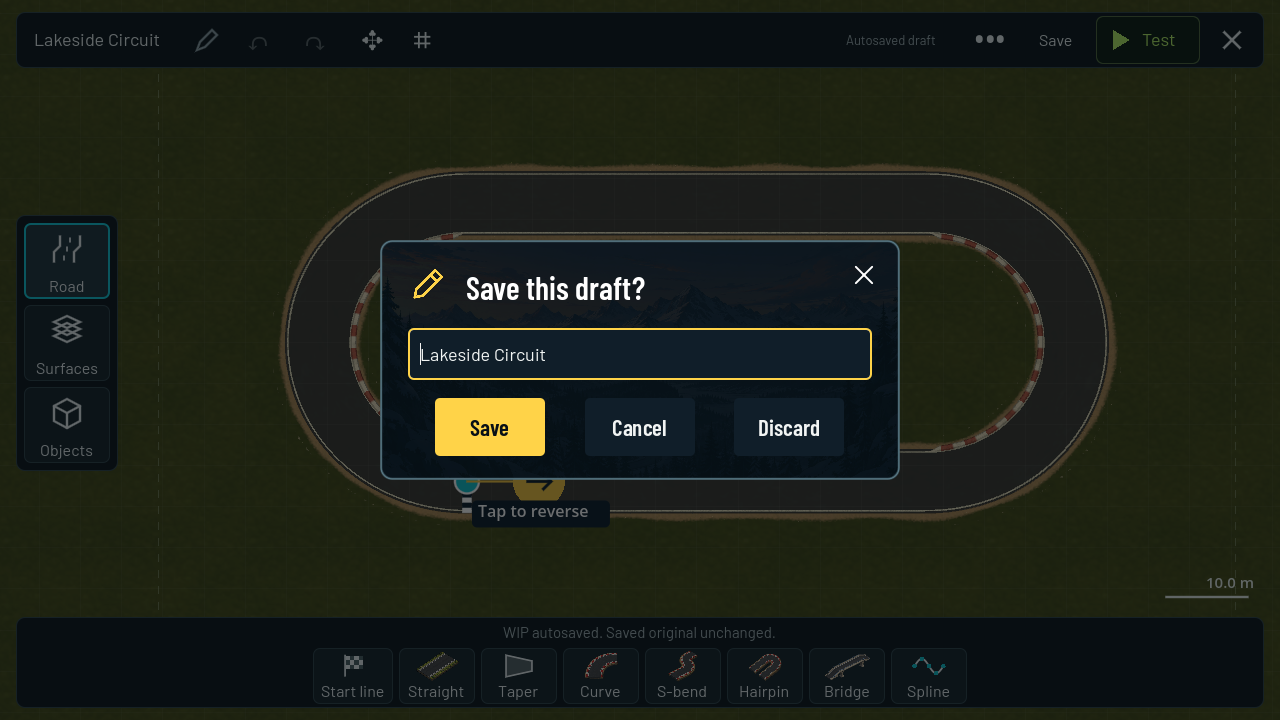 Lakeside Circuit
Autosaved draft
Save
Test
Road
Surfaces
Objects
Save this draft?
Lakeside Circuit
Save
Cancel
Discard
Tap to reverse
10.0 m
WIP autosaved. Saved original unchanged.
Start line
Straight
Taper
Curve
S-bend
Hairpin
Bridge
Spline